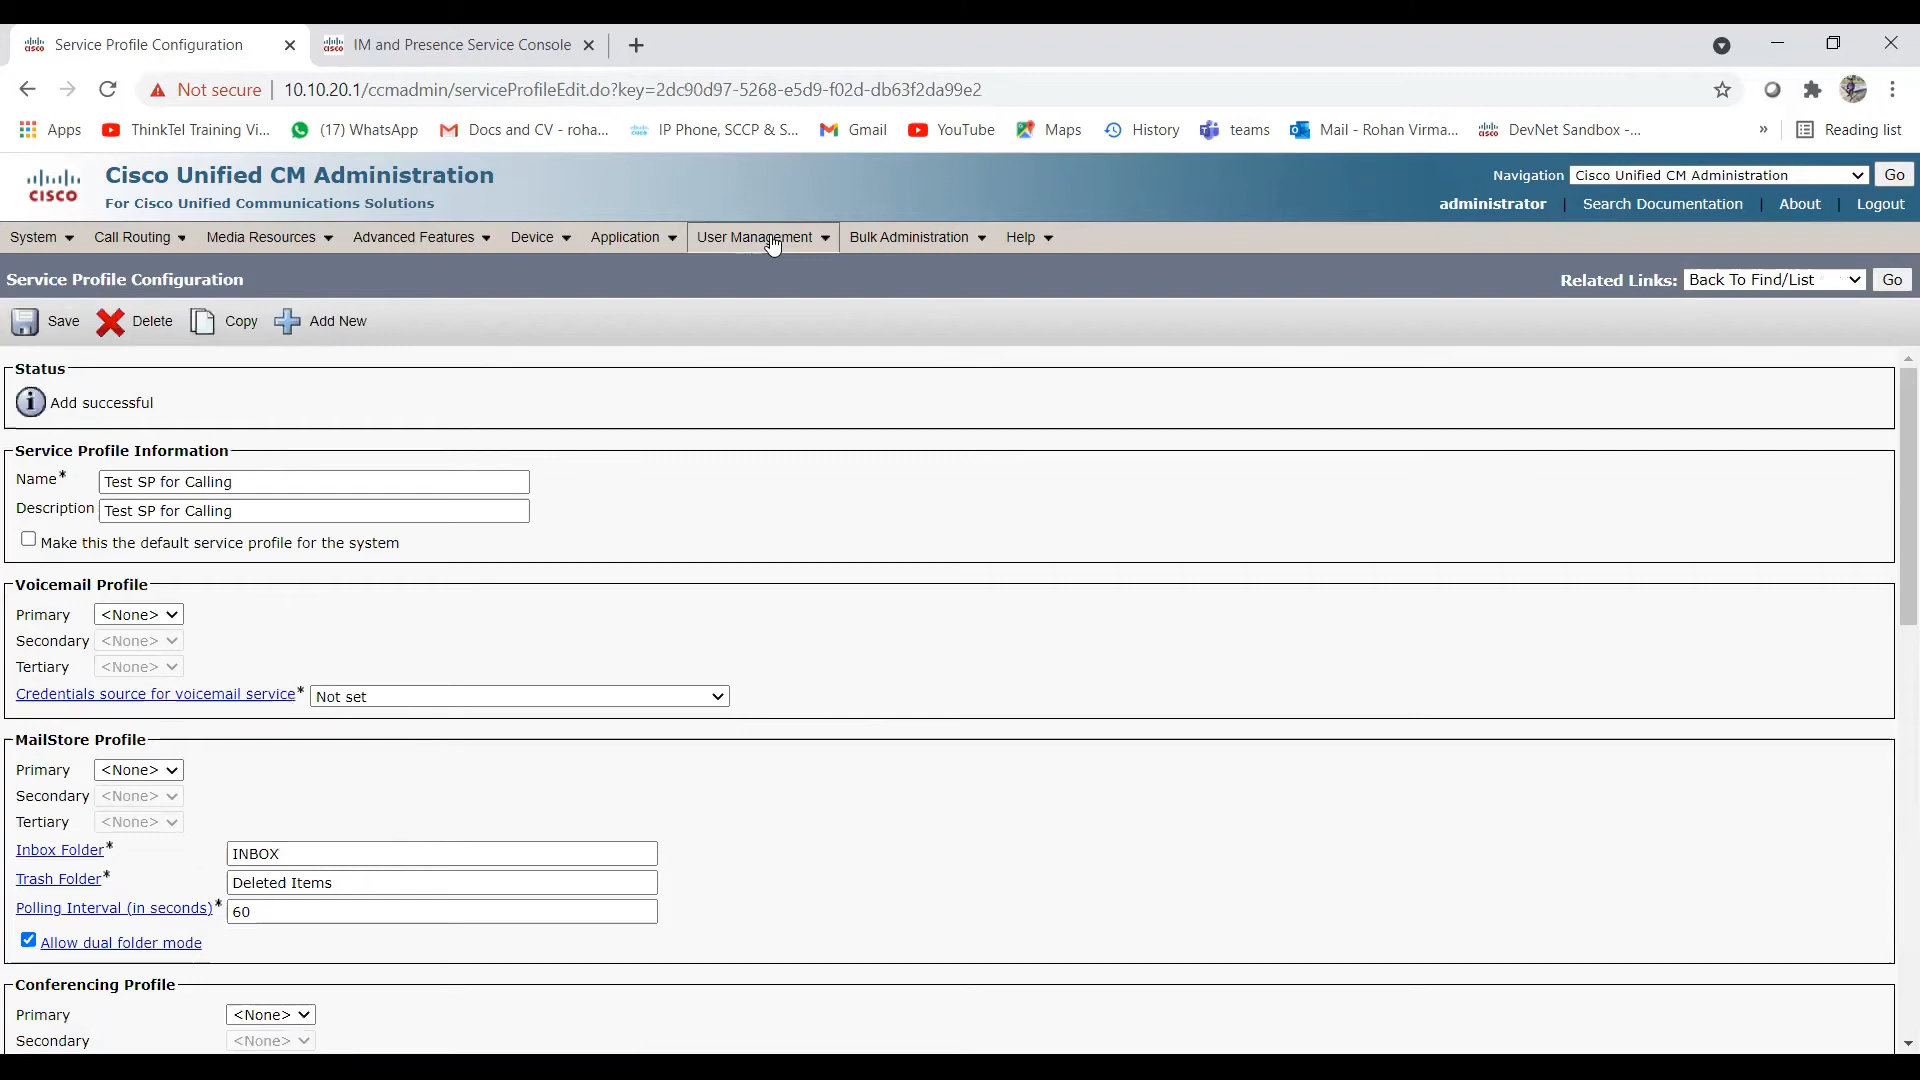 Service Profile Configuration
IM and Presence Service Console
Not secure
10.10.20.1/ccmadmin/serviceProfileEdit.do?key=2dc90d97-5268-e5d9-f02d-db63f2da99e2
Apps
ThinkTel Training Vi...
(17) WhatsApp
Docs and CV - roha...
IP Phone, SCCP & S...
Gmail
YouTube
Maps
History
teams
Mail - Rohan Virma...
DevNet Sandbox -...
»
Reading list
CISCO
Cisco Unified CM Administration
For Cisco Unified Communications Solutions
Navigation
Cisco Unified CM Administration
Go
administrator
Search Documentation
About
Logout
System
Call Routing
Media Resources
Advanced Features
Device
Application
User Management
Bulk Administration
Help
Service Profile Configuration
Related Links:
Back To Find/List
Go
Save
Delete
Copy
Add New
Status
Add successful
Service Profile Information
Name*
Test SP for Calling
Description
Test SP for Calling
Make this the default service profile for the system
Voicemail Profile
Primary
<None>
Secondary
<None>
Tertiary
<None>
Credentials source for voicemail service*
Not set
MailStore Profile
Primary
<None>
Secondary
<None>
Tertiary
<None>
Inbox Folder*
INBOX
Trash Folder*
Deleted Items
Polling Interval (in seconds)*
60
Allow dual folder mode
Conferencing Profile
Primary
<None>
Secondary
<None>